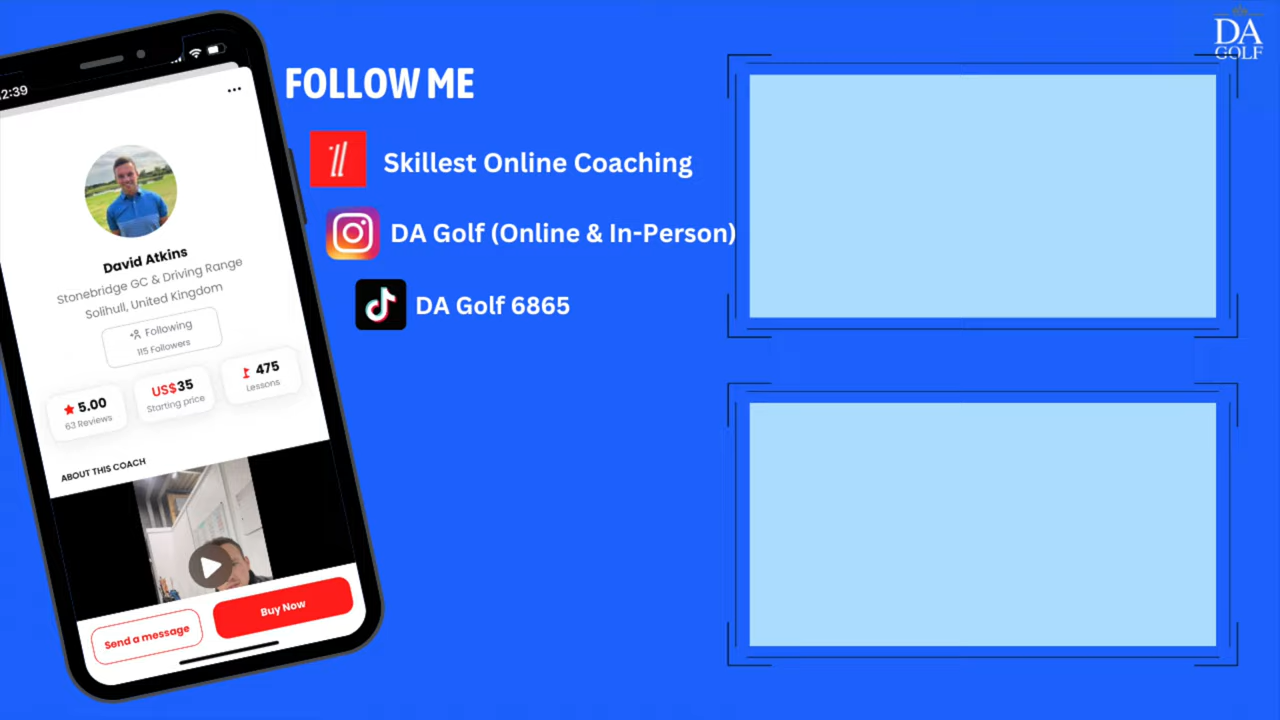 12:39
David Atkins
Stonebridge GC & Driving Range
Solihull, United Kingdom
Following
115 Followers
5.00
63 Reviews
US$35
Starting price
475
Lessons
ABOUT THIS COACH
Send a message
Buy Now
FOLLOW ME
Skillest Online Coaching
DA Golf (Online & In-Person)
DA Golf 6865
DA
GOLF